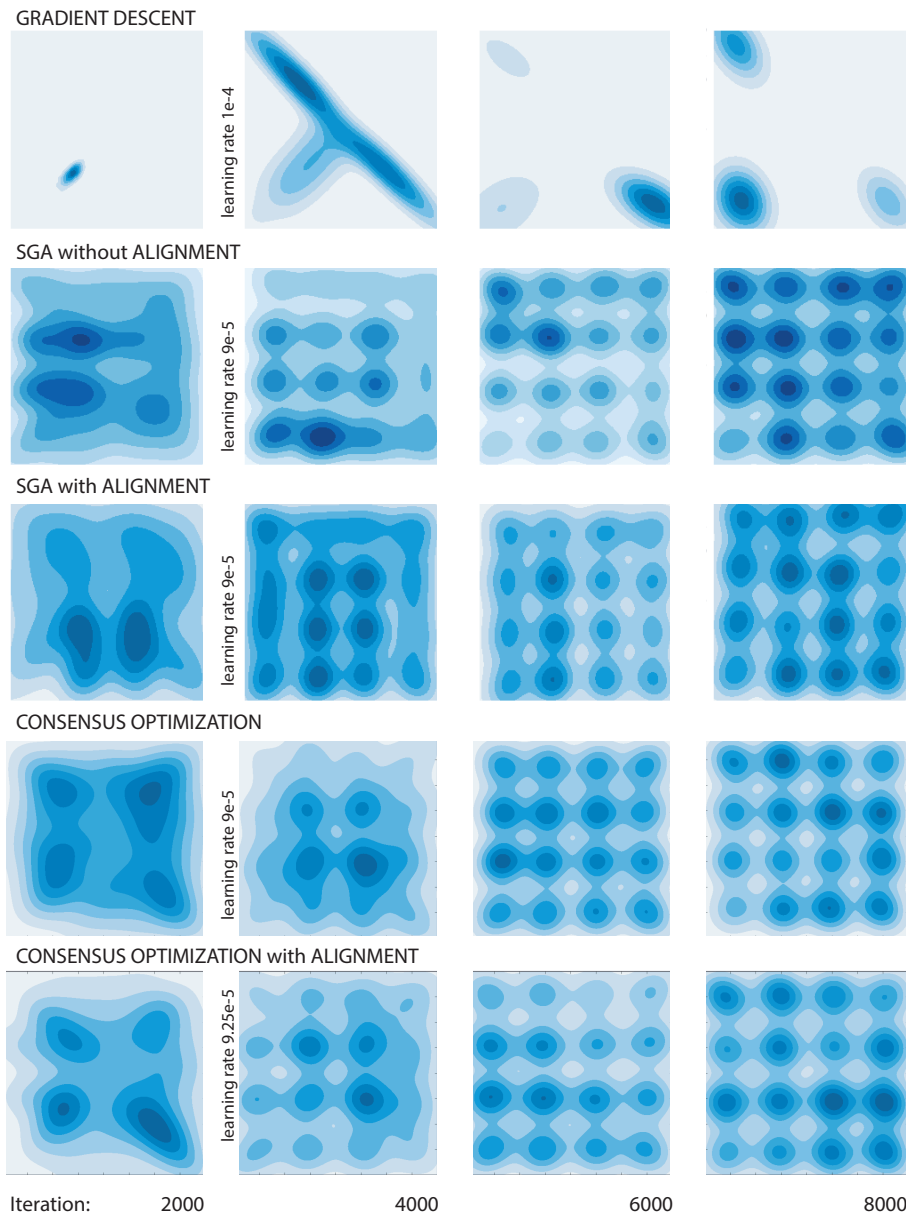 GRADIENT DESCENT
learning rate 1e-4
SGA without ALIGNMENT
learning rate 9e-5
SGA with ALIGNMENT
learning rate 9e-5
CONSENSUS OPTIMIZATION
learning rate 9e-5
CONSENSUS OPTIMIZATION with ALIGNMENT
learning rate 9.25e-5
Iteration: 2000 4000 6000 8000